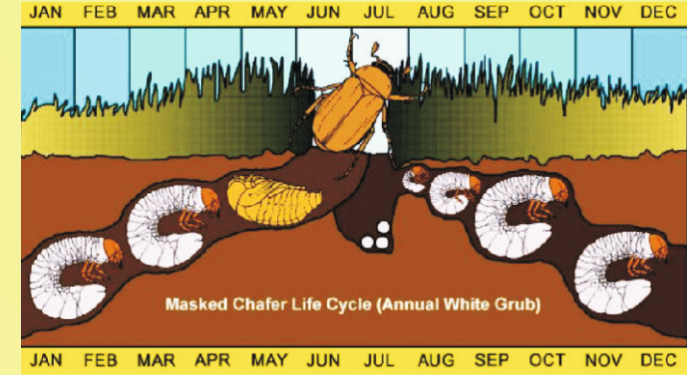 JAN FEB MAR APR MAY JUN JUL AUG SEP OCT NOV DEC
Masked Chafer Life Cycle (Annual White Grub)
JAN FEB MAR APR MAY JUN JUL AUG SEP OCT NOV DEC